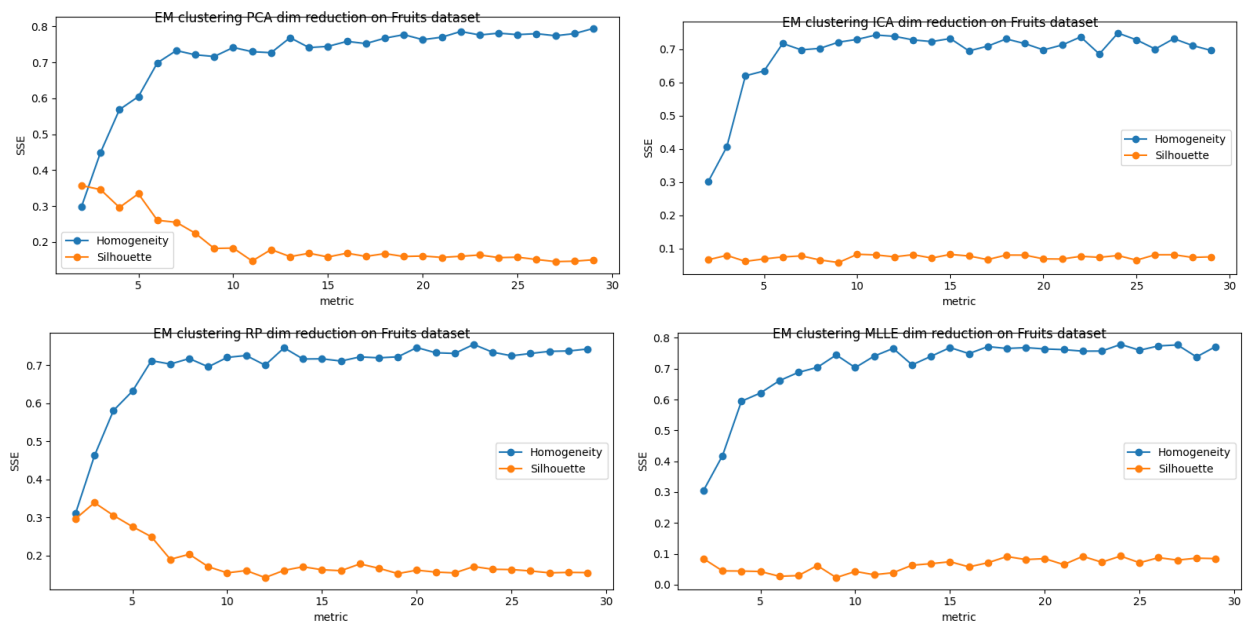 EM clustering PCA dim reduction on Fruits dataset
0.8
0.7
0.6
0.5
0.4
0.3
0.2
SSE
Homogeneity
Silhouette
5
10
15
20
25
30
metric
EM clustering ICA dim reduction on Fruits dataset
0.7
0.6
0.5
0.4
0.3
0.2
0.1
SSE
Homogeneity
Silhouette
5
10
15
20
25
30
metric
EM clustering RP dim reduction on Fruits dataset
0.7
0.6
0.5
0.4
0.3
0.2
SSE
Homogeneity
Silhouette
5
10
15
20
25
30
metric
EM clustering MLLE dim reduction on Fruits dataset
0.8
0.7
0.6
0.5
0.4
0.3
0.2
0.1
0.0
SSE
Homogeneity
Silhouette
5
10
15
20
25
30
metric